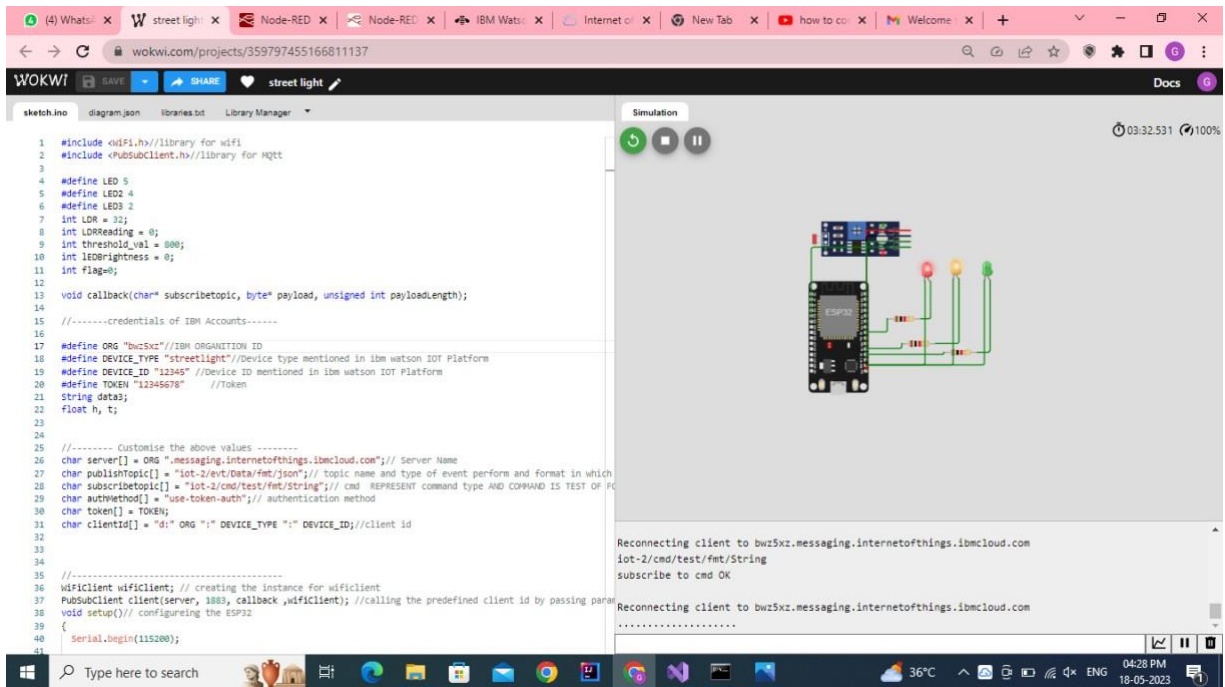 (4) Whats
street ligh
Node-RED
Node-RED
IBM Wats
Internet o
New Tab
how to co
Welcome
wokwi.com/projects/359797455166811137
G
WOKWi
SAVE
SHARE
street light
Docs
G
sketch.ino
diagram.json
libraries.txt
Library Manager
1 #include <WiFi.h>//library for wifi
2 #include <PubSubClient.h>//library for MQtt
3
4 #define LED 5
5 #define LED2 4
6 #define LED3 2
7 int LDR = 32;
8 int LDRReading = 0;
9 int threshold_val = 800;
10 int lEDBrightness = 0;
11 int flag=0;
12
13 void callback(char* subscribetopic, byte* payload, unsigned int payloadLength);
14
15 //-------credentials of IBM Accounts------
16
17 #define ORG "bwz5xz"//IBM ORGANITION ID
18 #define DEVICE_TYPE "streetlight"//Device type mentioned in ibm watson IOT Platform
19 #define DEVICE_ID "12345" //Device ID mentioned in ibm watson IOT Platform
20 #define TOKEN "12345678" //Token
21 String data3;
22 float h, t;
23
24
25 //-------- Customise the above values --------
26 char server[] = ORG ".messaging.internetofthings.ibmcloud.com";// Server Name
27 char publishTopic[] = "iot-2/evt/Data/fmt/json";// topic name and type of event perform and format in which
28 char subscribetopic[] = "iot-2/cmd/test/fmt/String";// cmd REPRESENT command type AND COMMAND IS TEST OF FO
29 char authMethod[] = "use-token-auth";// authentication method
30 char token[] = TOKEN;
31 char clientId[] = "d:" ORG ":" DEVICE_TYPE ":" DEVICE_ID;//client id
32
33
34
35 //-----------------------------------------
36 WiFiClient wifiClient; // creating the instance for wificlient
37 PubSubClient client(server, 1883, callback ,wifiClient); //calling the predefined client id by passing para
38 void setup()// configureing the ESP32
39 {
40 Serial.begin(115200);
41
Simulation
03:32.531 100%
ESP32
Reconnecting client to bwz5xz.messaging.internetofthings.ibmcloud.com
iot-2/cmd/test/fmt/String
subscribe to cmd OK
Reconnecting client to bwz5xz.messaging.internetofthings.ibmcloud.com
....................
Type here to search
36°C
ENG
04:28 PM
18-05-2023